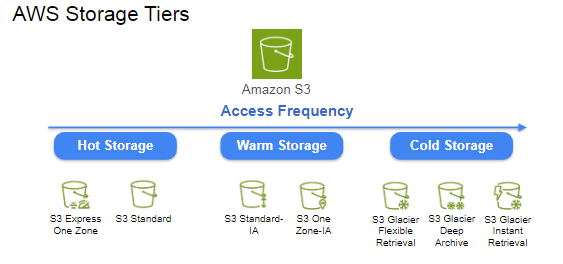 AWS Storage Tiers
Amazon S3
Access Frequency
Hot Storage
Warm Storage
Cold Storage
S3 Express
One Zone
S3 Standard
S3 Standard-
IA
S3 One
Zone-IA
S3 Glacier
Flexible
Retrieval
S3 Glacier
Deep
Archive
S3 Glacier
Instant
Retrieval